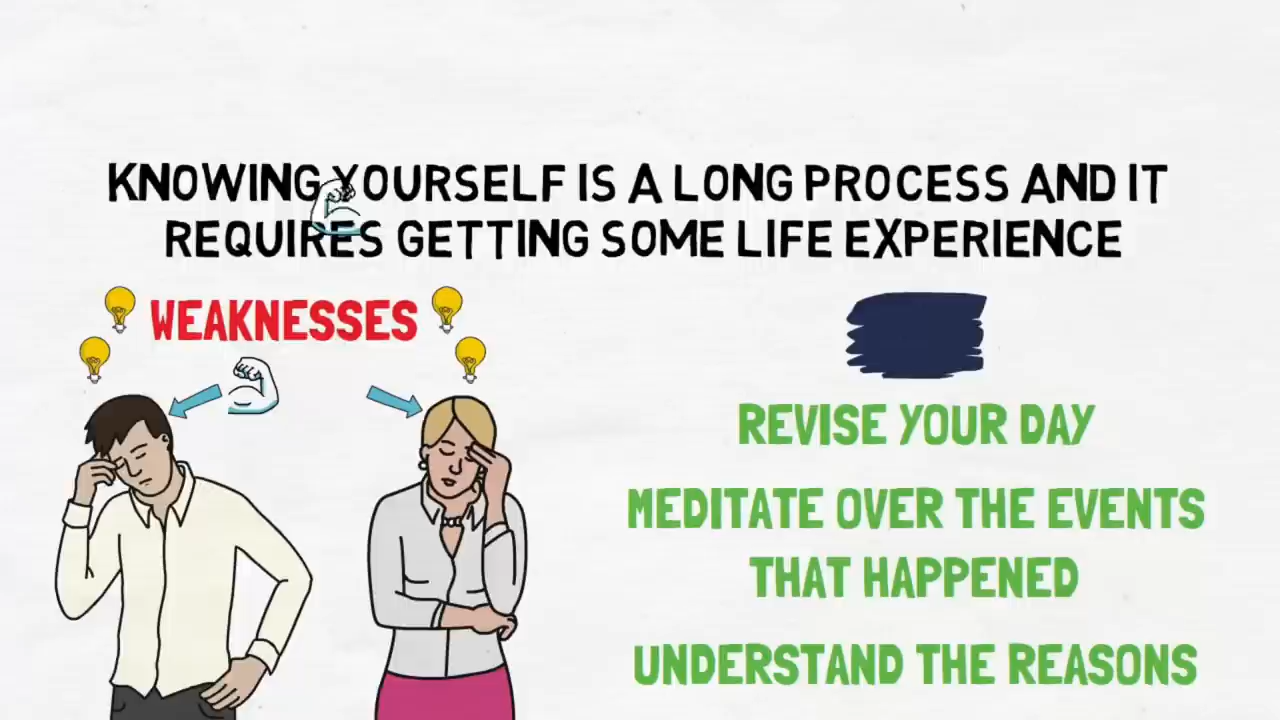 KNOWING YOURSELF IS A LONG PROCESS AND IT
REQUIRES GETTING SOME LIFE EXPERIENCE
WEAKNESSES
REVISE YOUR DAY
MEDITATE OVER THE EVENTS
THAT HAPPENED
UNDERSTAND THE REASONS